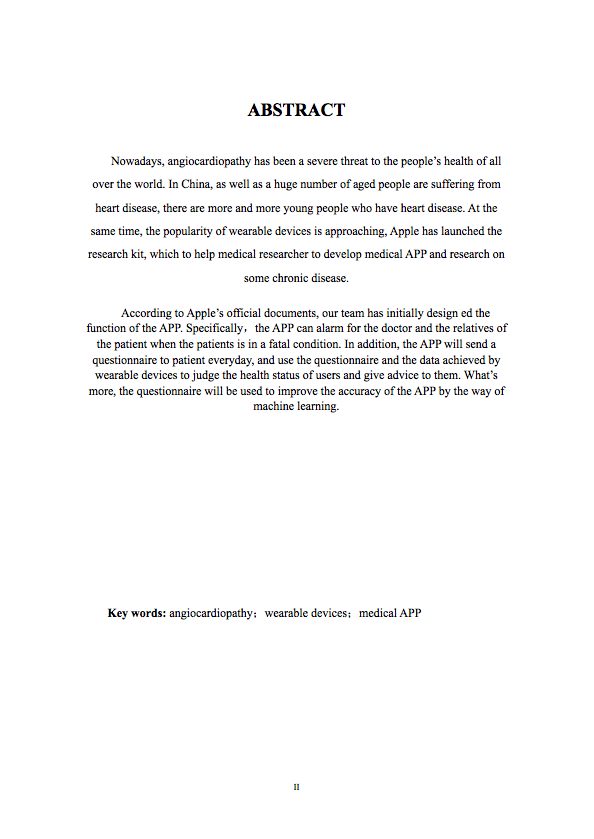 ABSTRACT
Nowadays, angiocardiopathy has been a severe threat to the people's health of all
over the world. In China, as well as a huge number of aged people are suffering from
heart disease, there are more and more young people who have heart disease. At the
same time, the popularity of wearable devices is approaching, Apple has launched the
research kit, which to help medical researcher to develop medical APP and research on
some chronic disease.
According to Apple's official documents, our team has initially design ed the
function of the APP. Specifically，the APP can alarm for the doctor and the relatives of
the patient when the patients is in a fatal condition. In addition, the APP will send a
questionnaire to patient everyday, and use the questionnaire and the data achieved by
wearable devices to judge the health status of users and give advice to them. What's
more, the questionnaire will be used to improve the accuracy of the APP by the way of
machine learning.
Key words: angiocardiopathy；wearable devices；medical APP
II